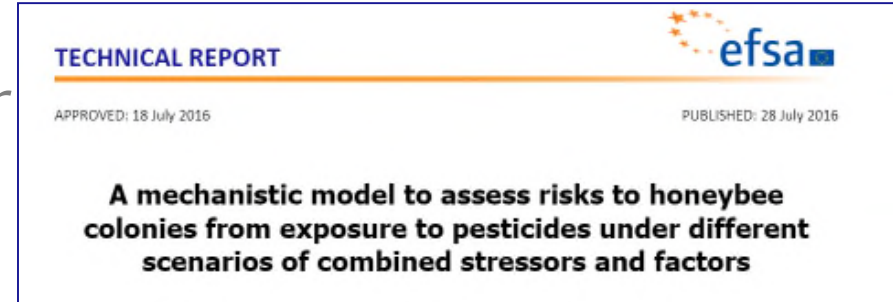 efsa
TECHNICAL REPORT
APPROVED: 18 July 2016
PUBLISHED: 28 July 2016
A mechanistic model to assess risks to honeybee
colonies from exposure to pesticides under different
scenarios of combined stressors and factors